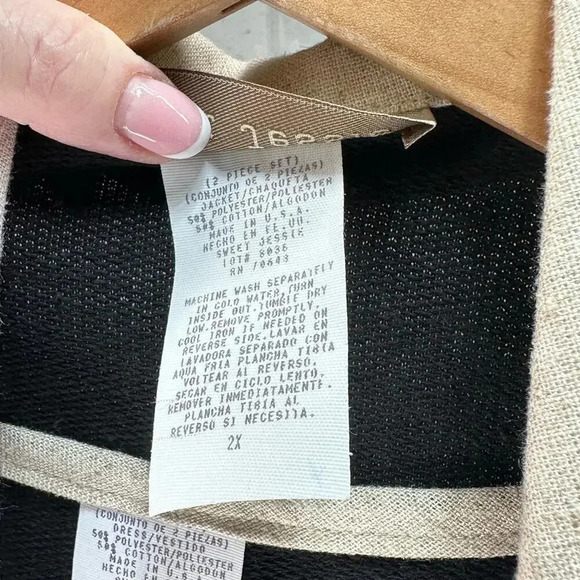 (2 PIECE SET)
(CONJUNTO DE 2 PIEZAS)
JACKET/CHAQUETA
50% POLYESTER/POLIESTER
50% COTTON/ALGODON
MADE IN U.S.A.
HECHO EN EE.UU.
SWEET JESSIE
LOT# 8036
RN 70643
MACHINE WASH SEPARATELY
IN COLD WATER,TURN
INSIDE OUT.TUMBLE DRY
LOW.REMOVE PROMPTLY.
COOL IRON IF NEEDED ON
REVERSE SIDE.LAVAR EN
LAVADORA SEPARADO CON
AQUA FRIA PLANCHA TIBIA
VOLTEAR AL REVERSO.
SECAR EN CICLO LENTO.
REMOVER INMEDIATAMENTE.
PLANCHA TIBIA AL
REVERSO SI NECESITA.
2X
(CONJUNTO DE 2 PIEZAS)
DRESS/VESTIDO
50% POLYESTER/POLIESTER
50% COTTON/ALGODON
MADE IN U.S.A.
HECHO EN